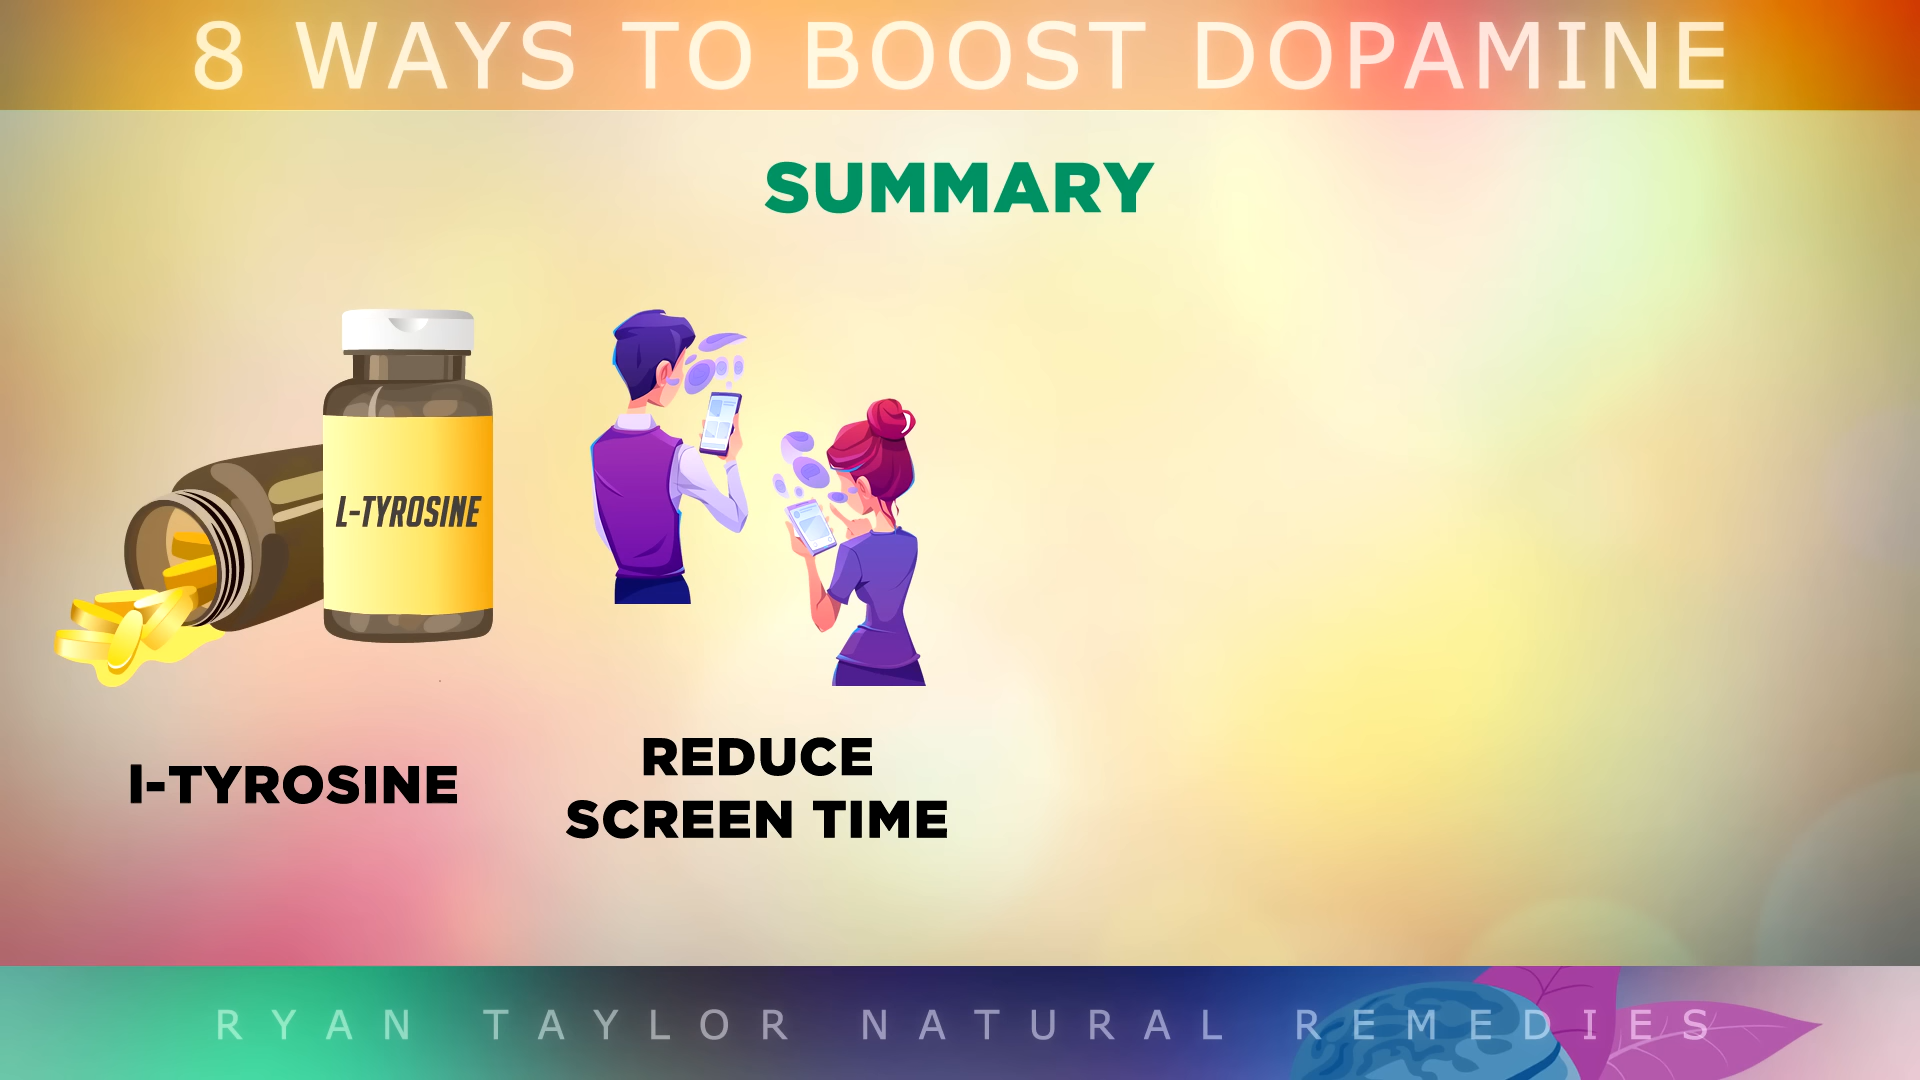 8 WAYS TO BOOST DOPAMINE
SUMMARY
L-TYROSINE
l-TYROSINE
REDUCE
SCREEN TIME
RYAN TAYLOR NATURAL REMEDIES